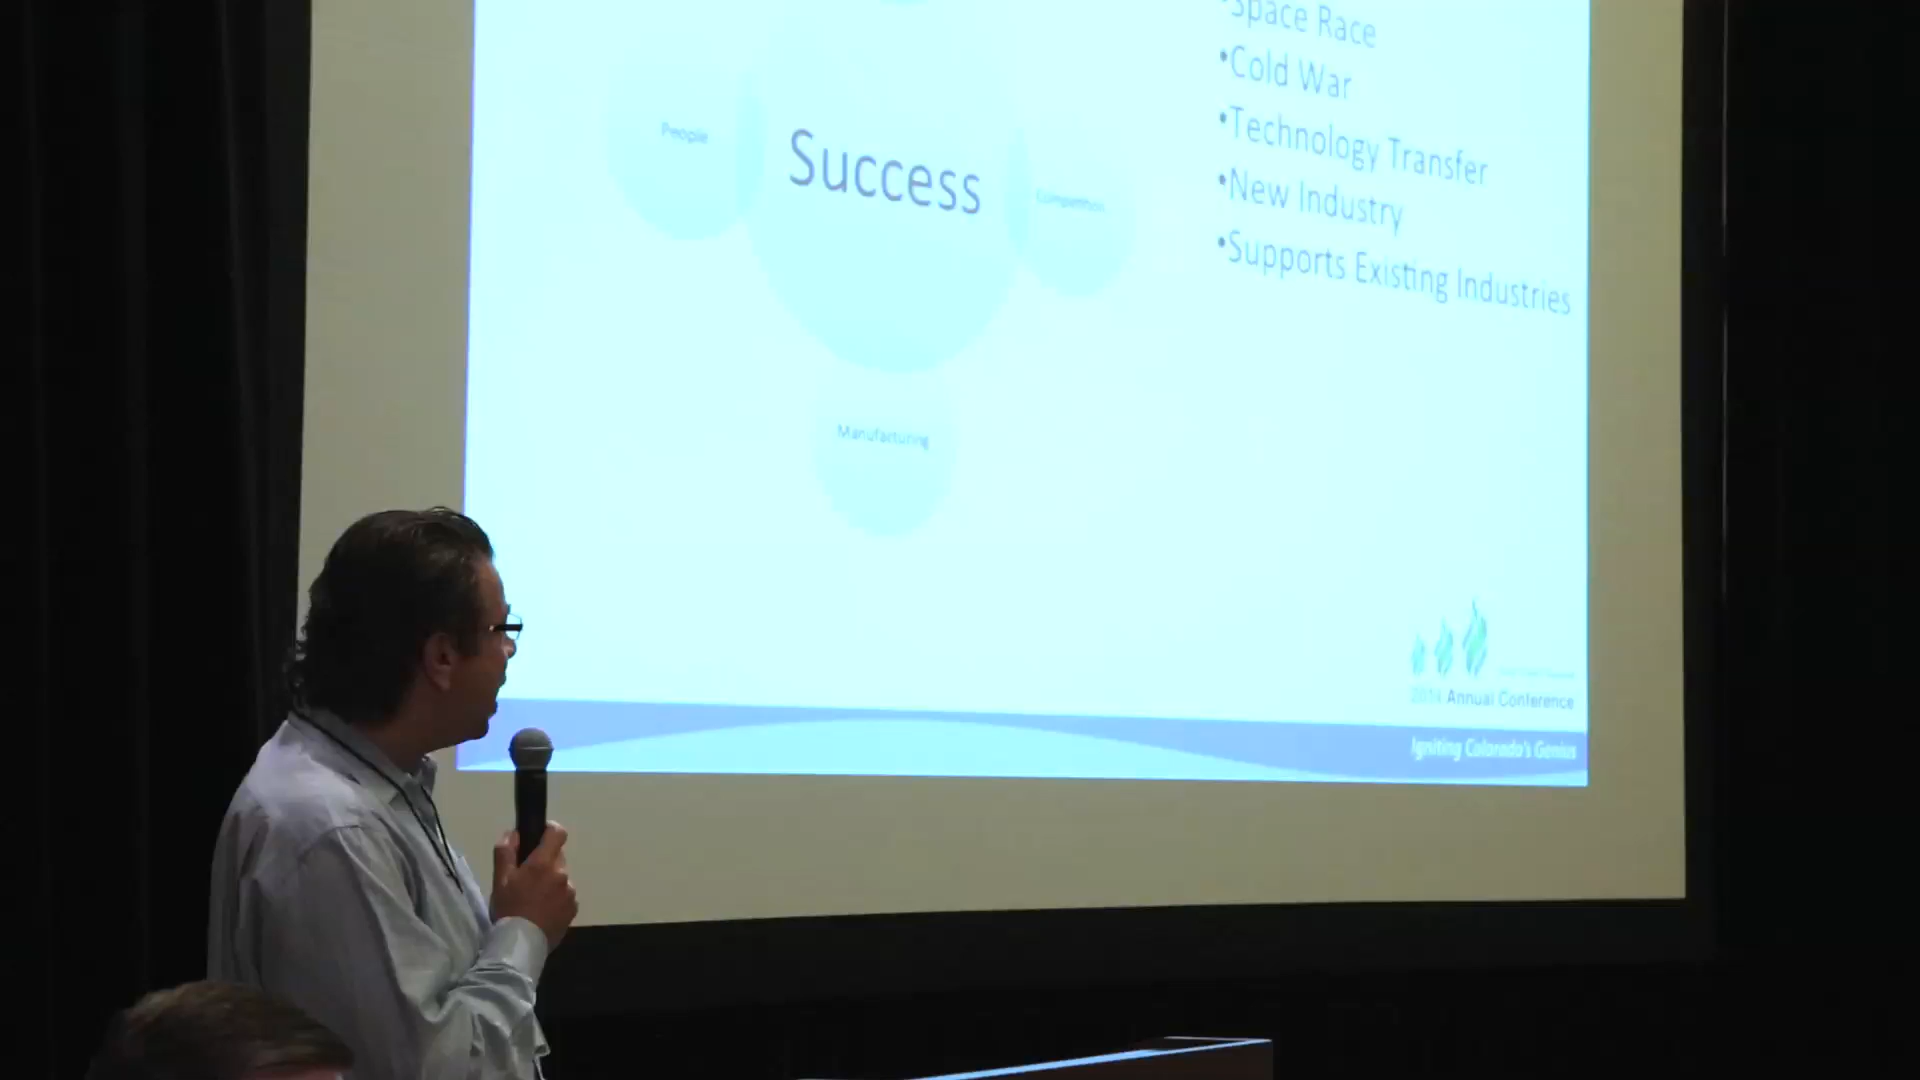 •Space Race
•Cold War
•Technology Transfer
•New Industry
•Supports Existing Industries
People
Success
Competition
Manufacturing
2014 Annual Conference
Igniting Colorado's Genius